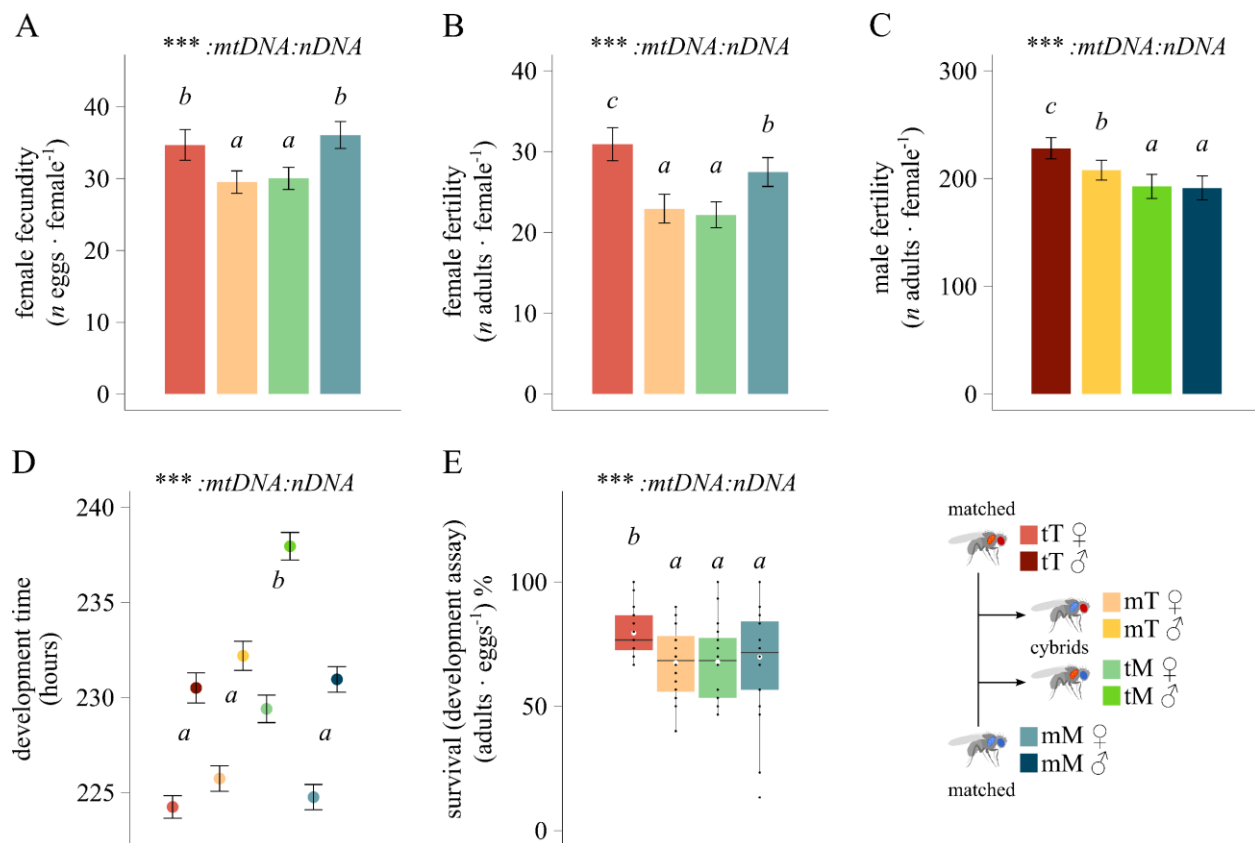 A
*** :mtDNA:nDNA
female fecundity
(n eggs · female⁻¹)
40
30
20
10
0
b
a
a
b
B
*** :mtDNA:nDNA
female fertility
(n adults · female⁻¹)
40
30
20
10
0
c
a
a
b
C
*** :mtDNA:nDNA
male fertility
(n adults · female⁻¹)
300
200
100
0
c
b
a
a
D
*** :mtDNA:nDNA
development time
(hours)
240
235
230
225
a
a
b
a
E
*** :mtDNA:nDNA
survival (development assay)
(adults · eggs⁻¹) %
100
50
0
b
a
a
a
matched
tT ♀
tT ♂
mT ♀
mT ♂
cybrids
tM ♀
tM ♂
mM ♀
mM ♂
matched